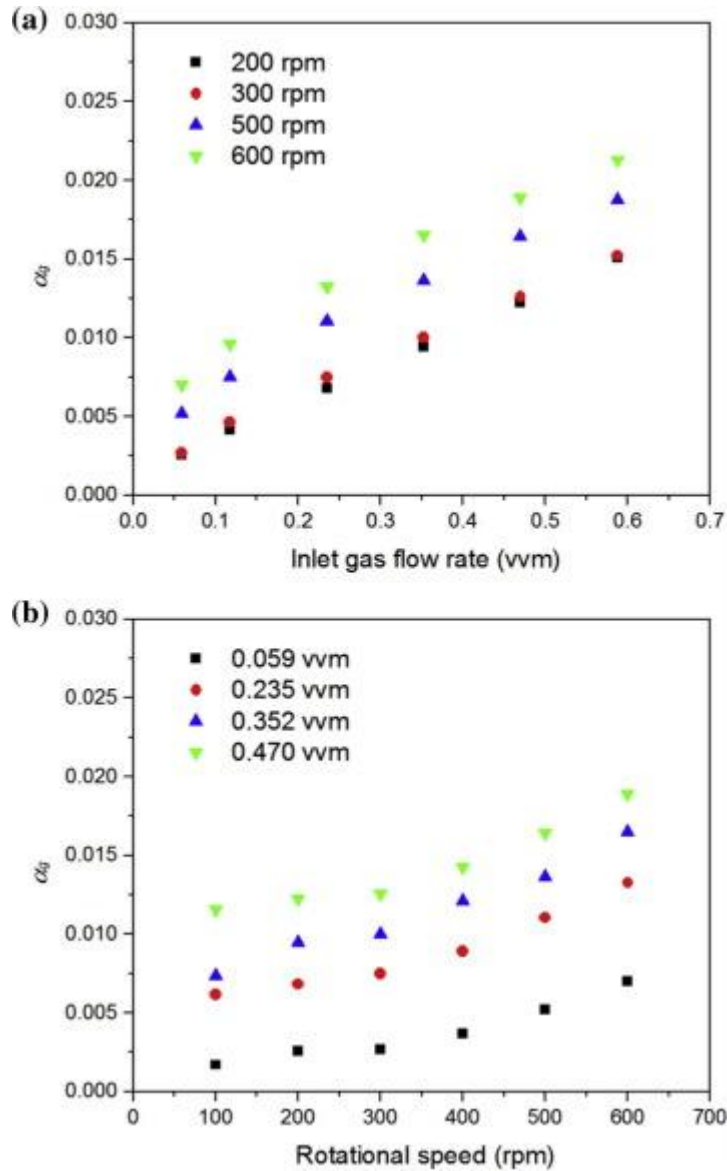 (a)
0.030
0.025
0.020
0.015
0.010
0.005
0.000
αg
200 rpm
300 rpm
500 rpm
600 rpm
0.0 0.1 0.2 0.3 0.4 0.5 0.6 0.7
Inlet gas flow rate (vvm)
(b)
0.030
0.025
0.020
0.015
0.010
0.005
0.000
αg
0.059 vvm
0.235 vvm
0.352 vvm
0.470 vvm
0 100 200 300 400 500 600 700
Rotational speed (rpm)